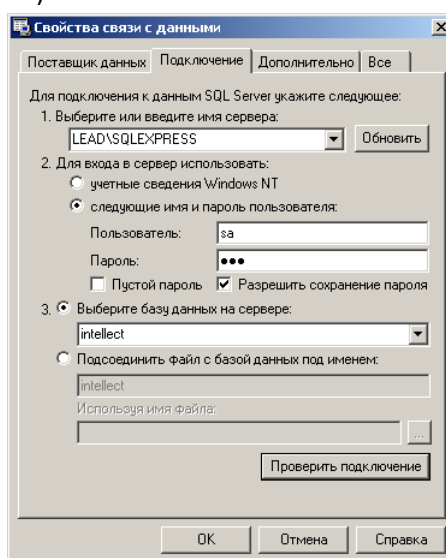 Свойства связи с данными
Поставщик данных Подключение Дополнительно Все
Для подключения к данным SQL Server укажите следующее:
1. Выберите или введите имя сервера:
LEAD\SQLEXPRESS Обновить
2. Для входа в сервер использовать:
учетные сведения Windows NT
следующие имя и пароль пользователя:
Пользователь: sa
Пароль: ●●●
Пустой пароль Разрешить сохранение пароля
3. Выберите базу данных на сервере:
intellect
Подсоединить файл с базой данных под именем:
intellect
Используя имя файла:
...
Проверить подключение
OK Отмена Справка